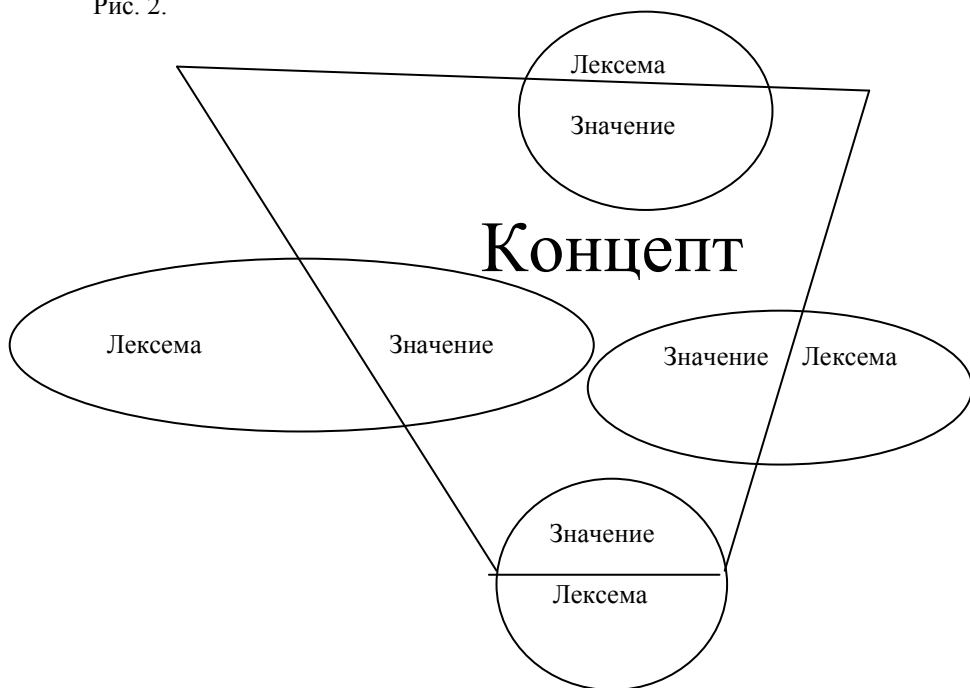 Рис. 2.
Лексема
Значение
Концепт
Лексема Значение
Значение Лексема
Значение
Лексема